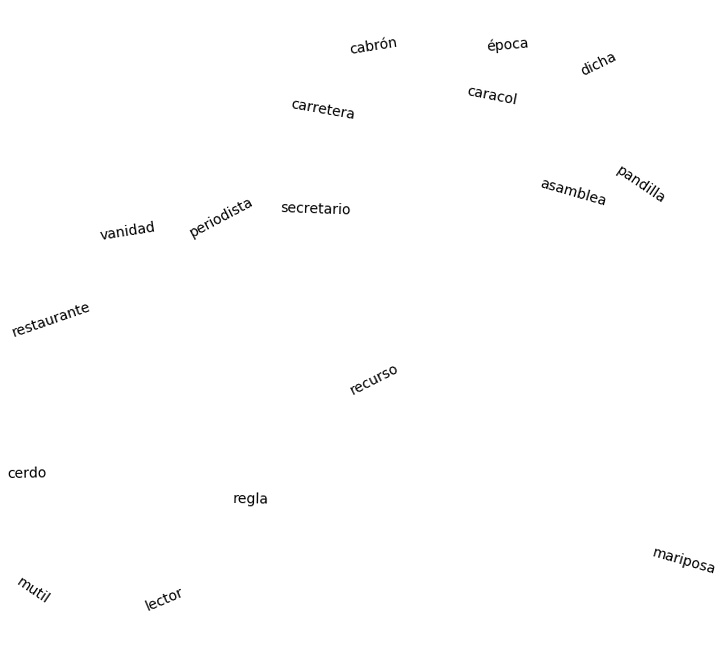 cabrón
época
dicha
caracol
carretera
pandilla
asamblea
secretario
periodista
vanidad
restaurante
recurso
cerdo
regla
mariposa
mutil
lector